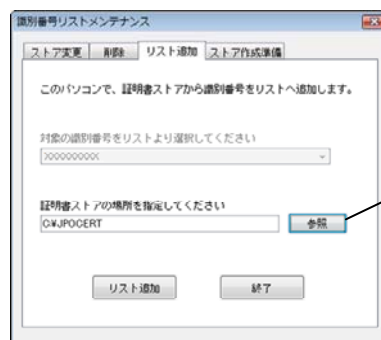 識別番号リストメンテナンス
ストア変更 削除 リスト追加 ストア作成準備
このパソコンで、証明書ストアから識別番号をリストへ追加します。
対象の識別番号をリストより選択してください
XXXXXXXXX
証明書ストアの場所を指定してください
C:¥JPOCERT 参照
リスト追加 終了